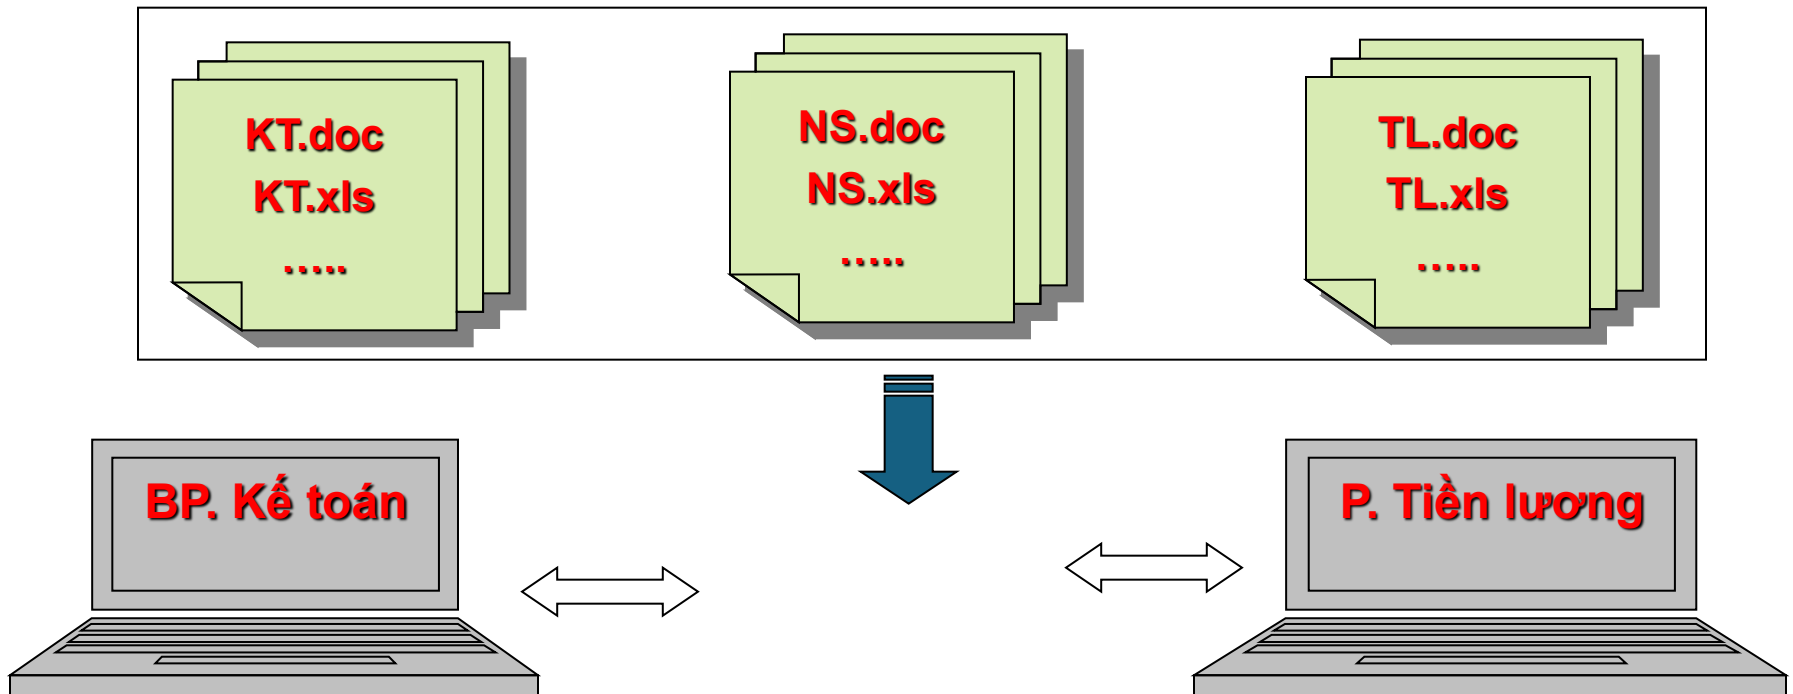 KT.doc
KT.xls
.....
NS.doc
NS.xls
.....
TL.doc
TL.xls
.....
BP. Kế toán
P. Tiền lương